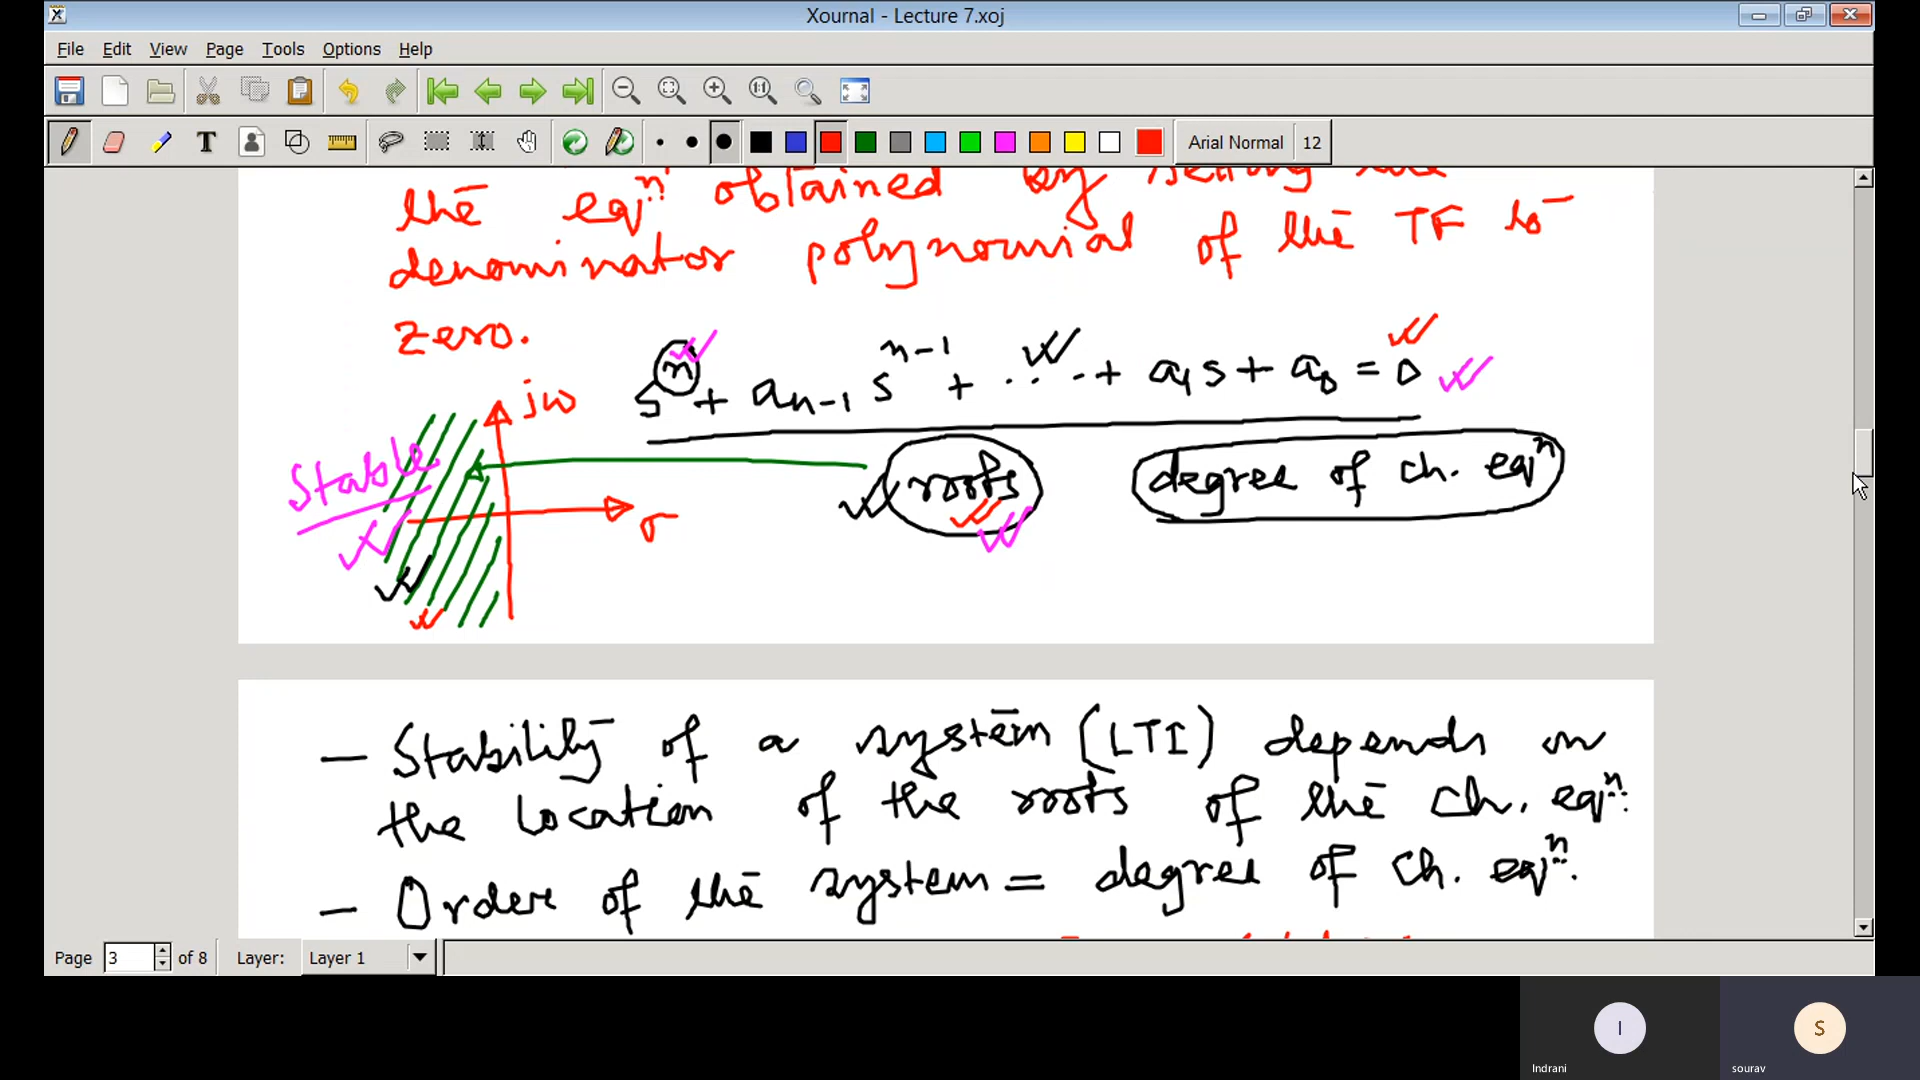 Xournal - Lecture 7.xoj
File Edit View Page Tools Options Help
Arial Normal 12
the eqⁿ obtained by setting the
denominator polynomial of the TF to
zero.
sⁿ + aₙ₋₁ sⁿ⁻¹ + ..... + a₁s + a₀ = 0
jω
Stable
roots
degree of ch. eqⁿ
σ
- Stability of a system (LTI) depends on
the location of the roots of the ch. eqⁿ.
- Order of the system = degree of ch. eqⁿ.
Page 3 of 8 Layer: Layer 1
I
S
Indrani
sourav